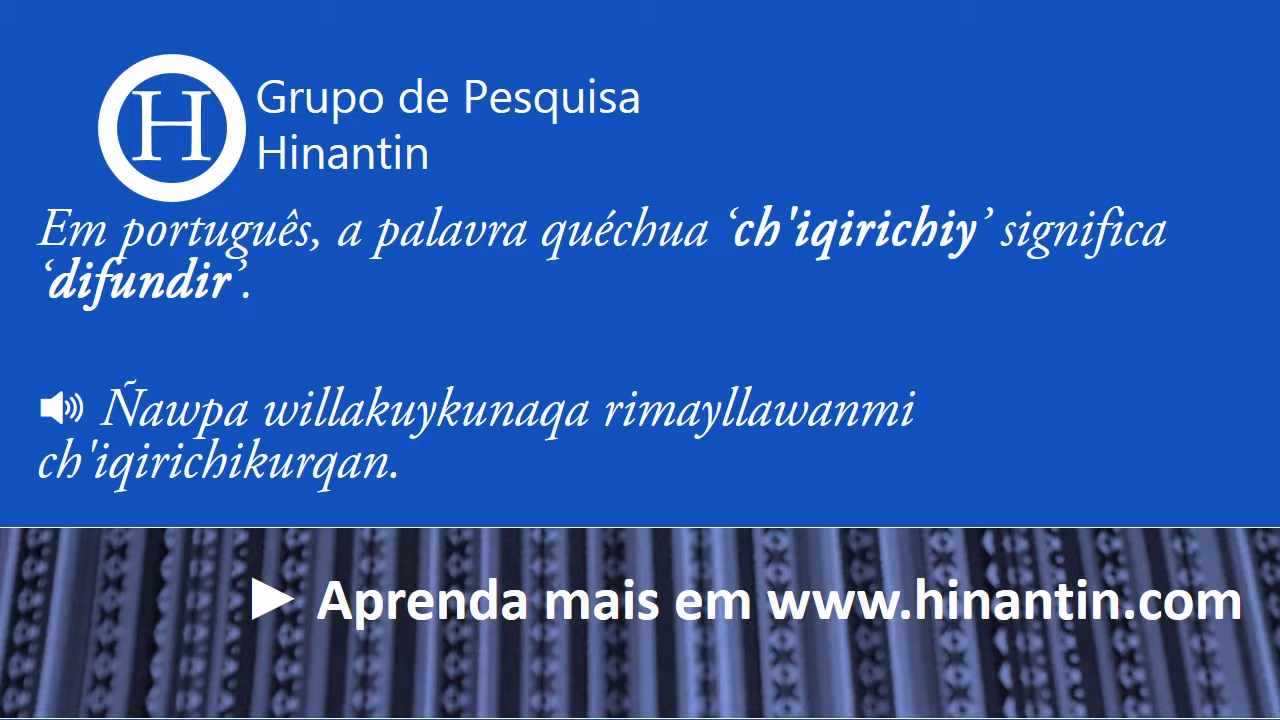 H
Grupo de Pesquisa
Hinantin
Em português, a palavra quéchua ‘ch'iqirichiy’ significa
‘difundir’.
Ñawpa willakuykunaqa rimayllawanmi
ch'iqirichikurqan.
► Aprenda mais em www.hinantin.com